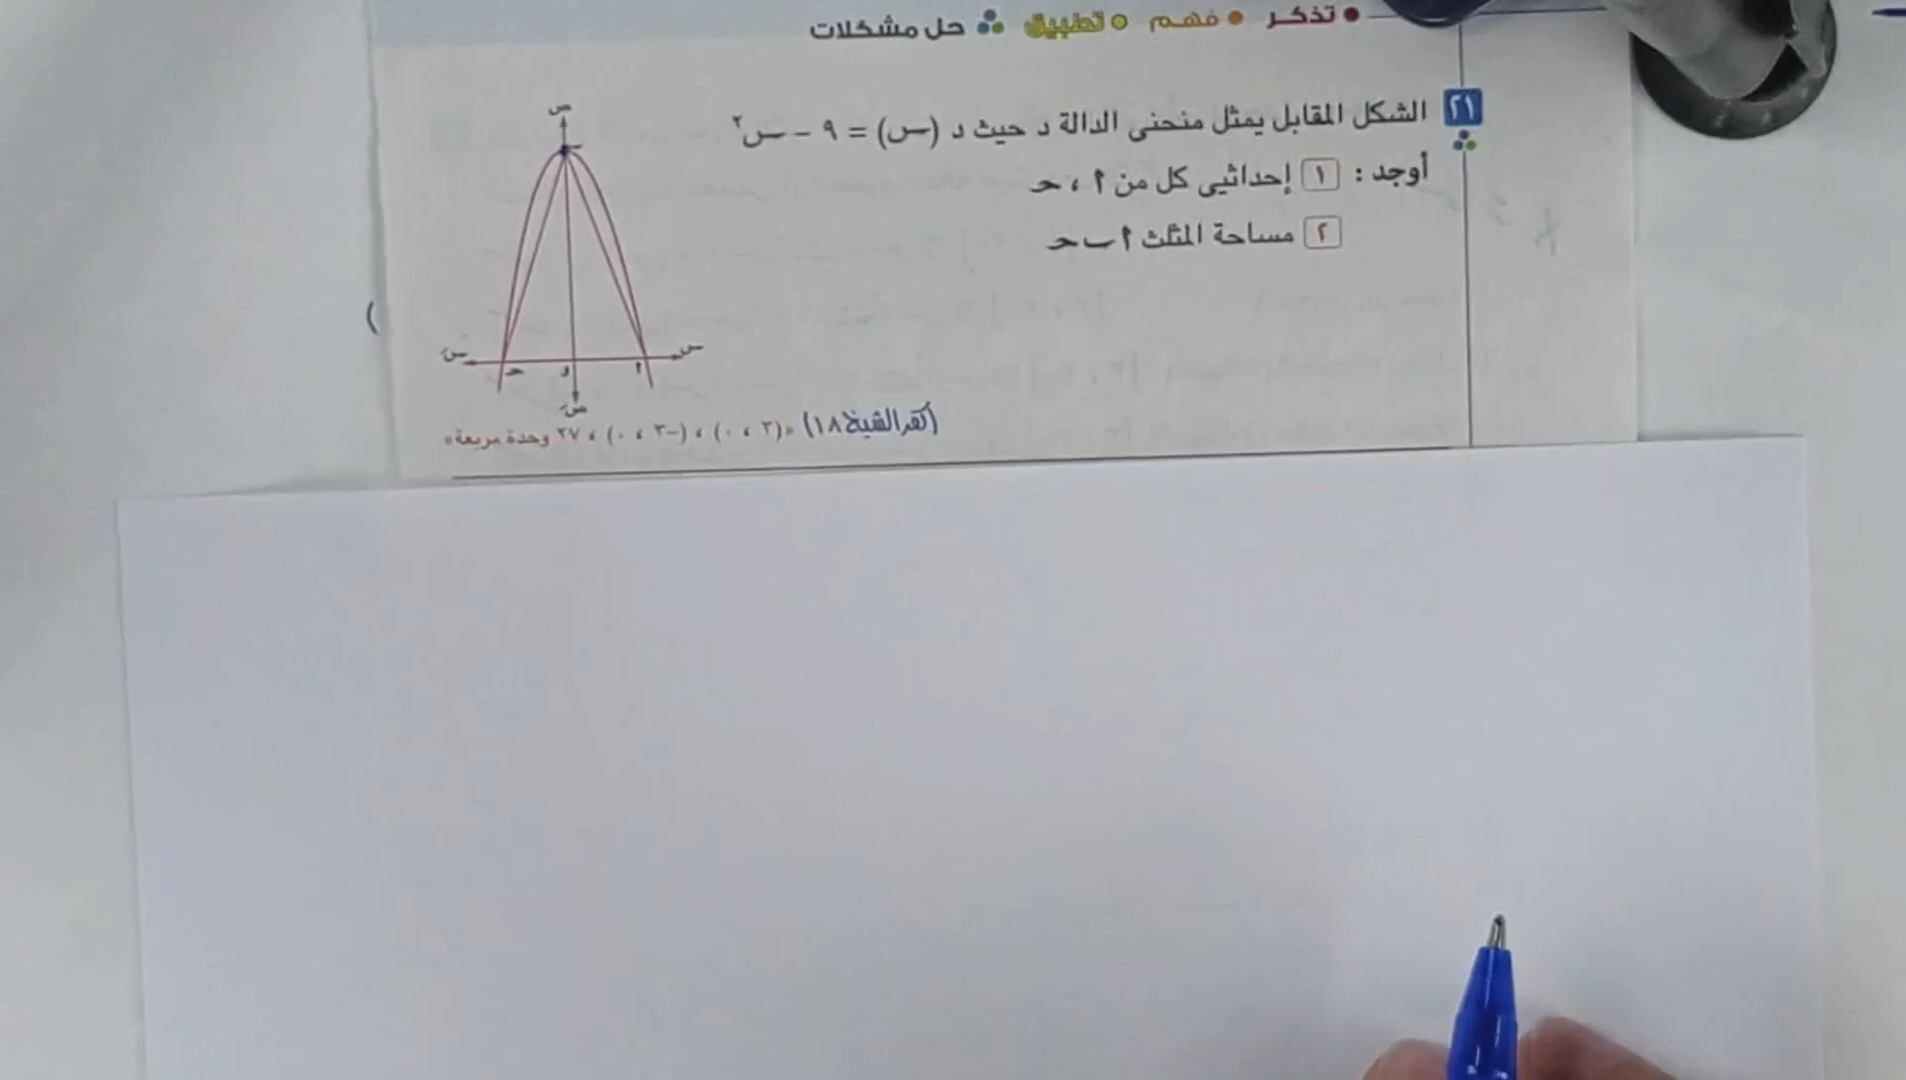 • تذكر • فهم • تطبيق حل مشكلات
٢١ الشكل المقابل يمثل منحنى الدالة د حيث د (س) = ٩ – س٢
أوجد : ١ إحداثيى كل من ا ، حـ
٢ مساحة المثلث ا ب حـ
ص
ب
سَ
س
حـ
و
ا
صَ
(كفر الشيخ ١٨) «(٣ ، ٠) ، (–٣ ، ٠) ، ٢٧ وحدة مربعة»